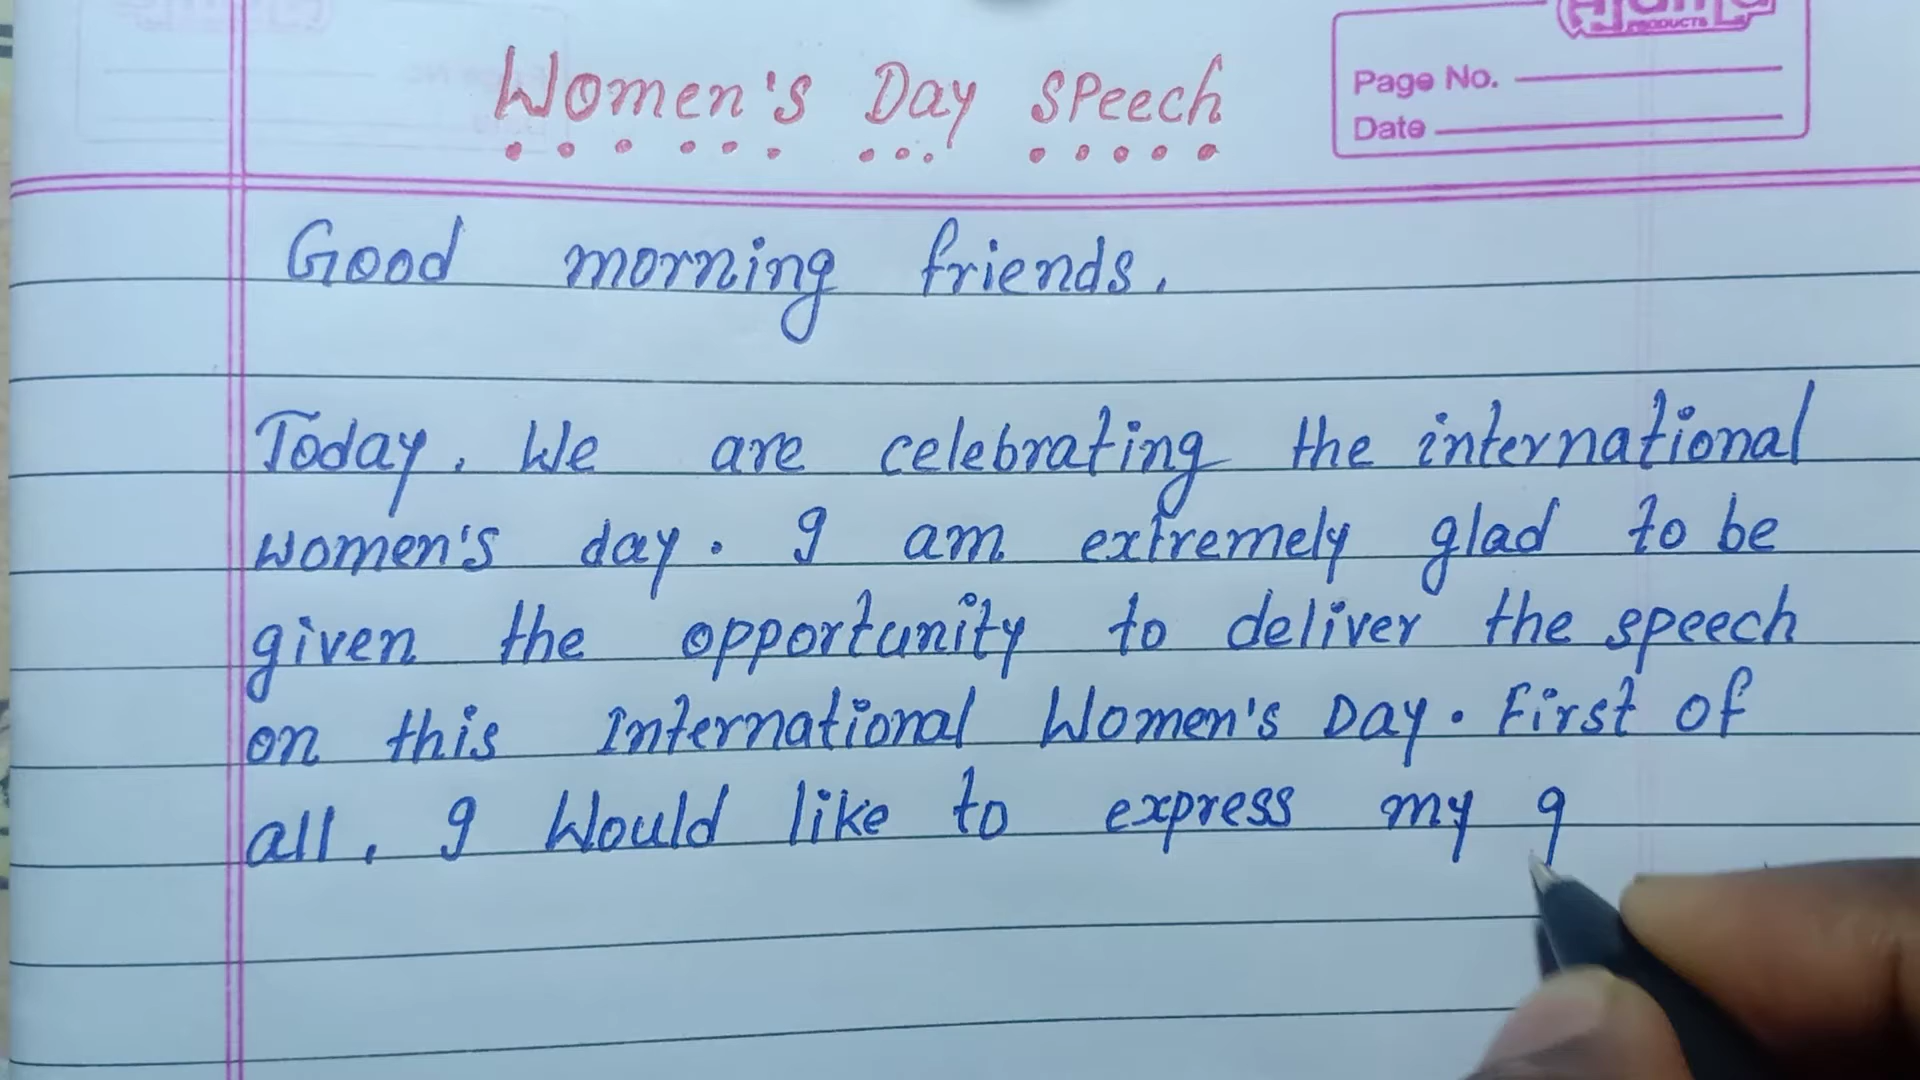 Women's Day Speech
PRODUCTS
Page No.
Date
Good morning friends,
Today, We are celebrating the international
women's day. I am extremely glad to be
given the opportunity to deliver the speech
on this International Women's Day. First of
all, I Would like to express my g